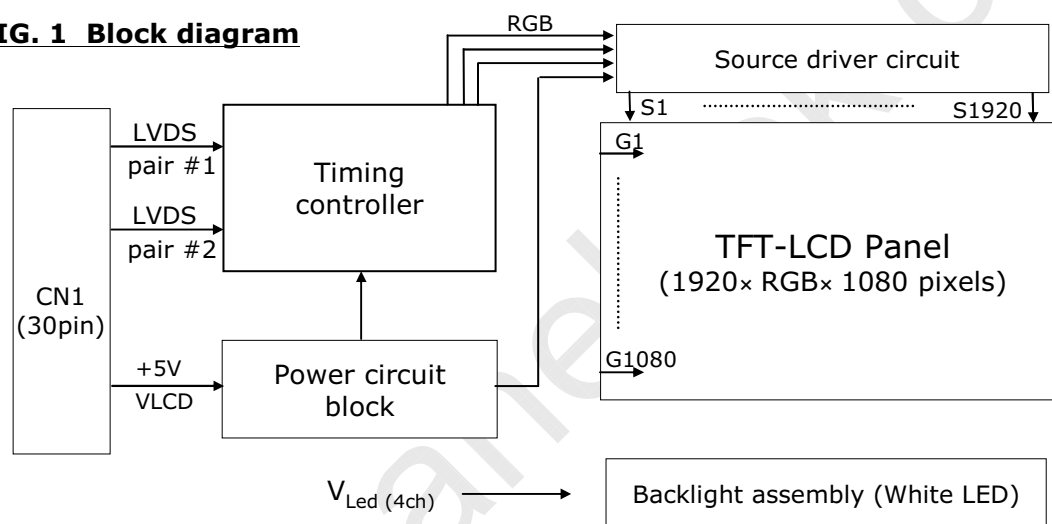 IG. 1 Block diagram
RGB
Source driver circuit
S1
S1920
CN1
(30pin)
LVDS
pair #1
LVDS
pair #2
+5V
VLCD
Timing
controller
Power circuit
block
G1
G1080
TFT-LCD Panel
(1920× RGB× 1080 pixels)
VLed (4ch)
Backlight assembly (White LED)